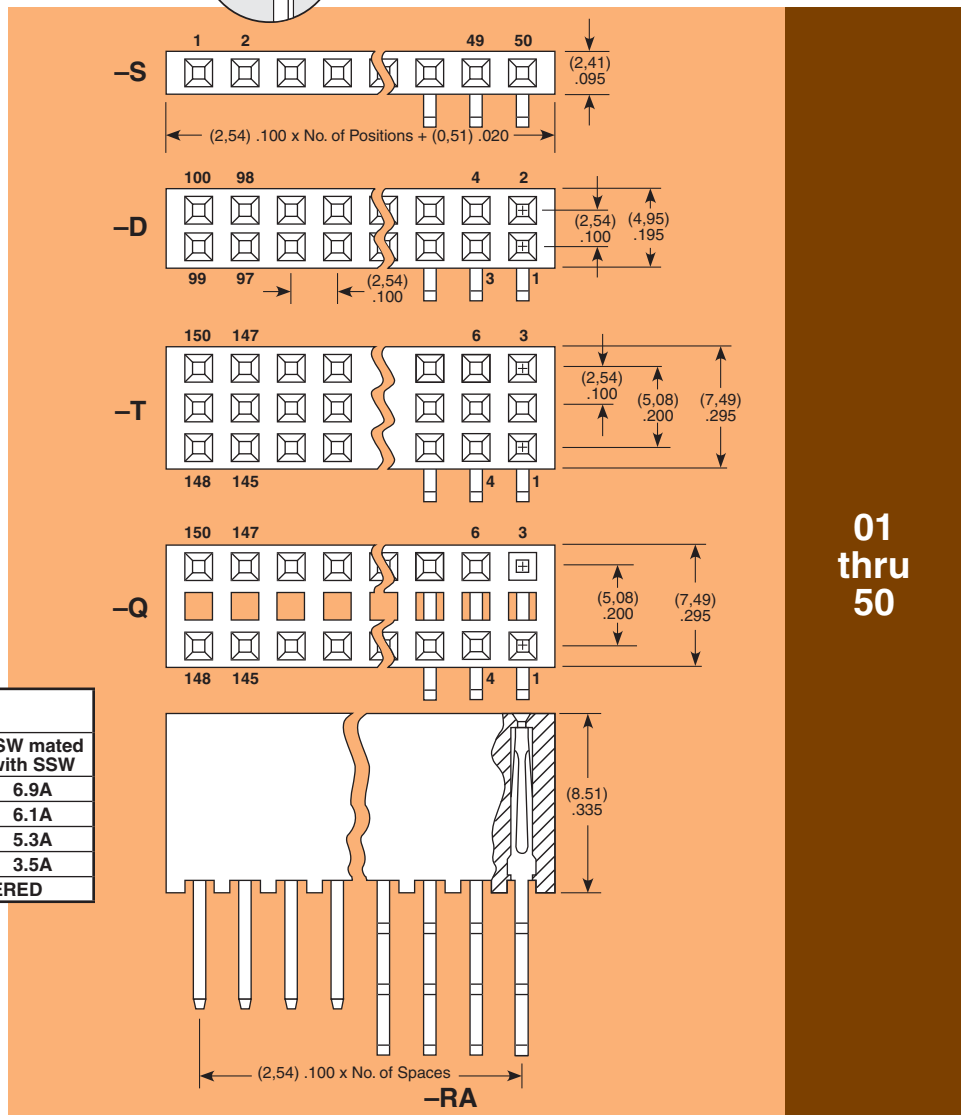 1 2 49 50
–S
(2,41)
.095
(2,54) .100 x No. of Positions + (0,51) .020
100 98 4 2
–D
(2,54)
.100
(4,95)
.195
99 97 3 1
(2,54)
.100
150 147 6 3
–T
(2,54)
.100
(5,08)
.200
(7,49)
.295
148 145 4 1
150 147 6 3
–Q
(5,08)
.200
(7,49)
.295
148 145 4 1
01
thru
50
SW mated
with SSW
6.9A
6.1A
5.3A
3.5A
ERED
(8.51)
.335
(2,54) .100 x No. of Spaces
–RA